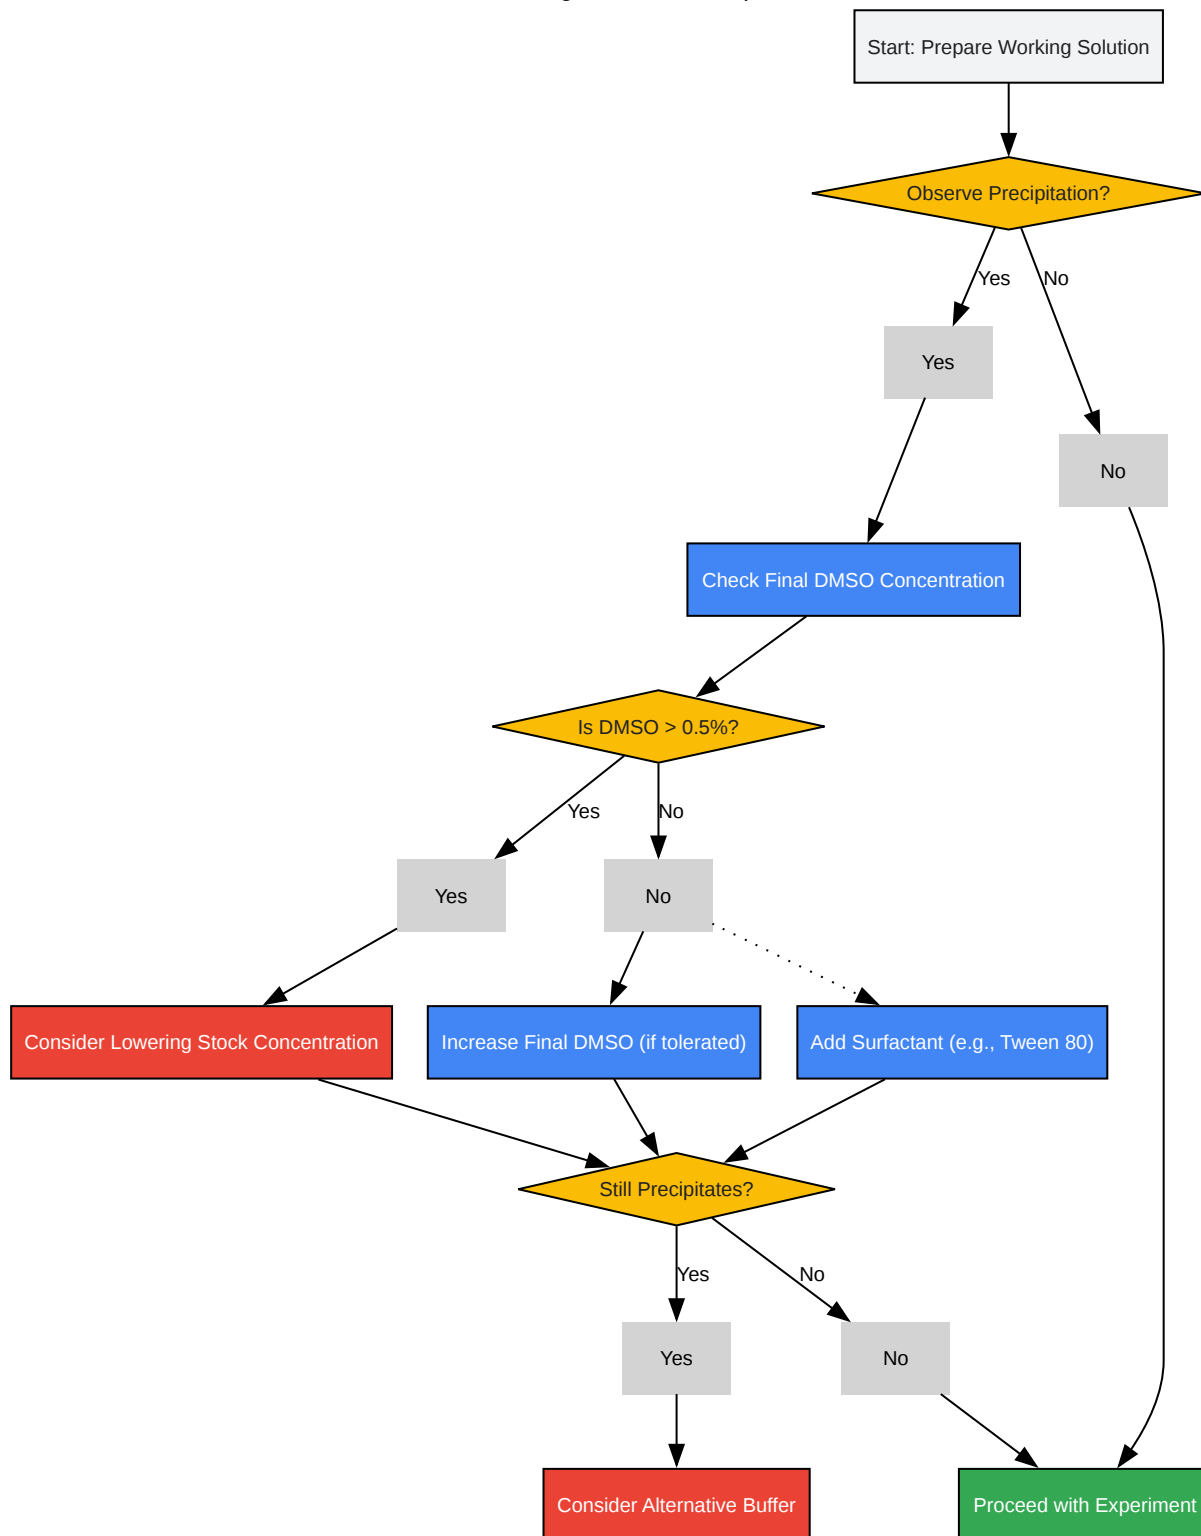 Start: Prepare Working Solution
Observe Precipitation?
Yes
No
Yes
No
Check Final DMSO Concentration
Is DMSO > 0.5%?
Yes
No
Yes
No
Consider Lowering Stock Concentration
Increase Final DMSO (if tolerated)
Add Surfactant (e.g., Tween 80)
Still Precipitates?
Yes
No
Yes
No
Consider Alternative Buffer
Proceed with Experiment